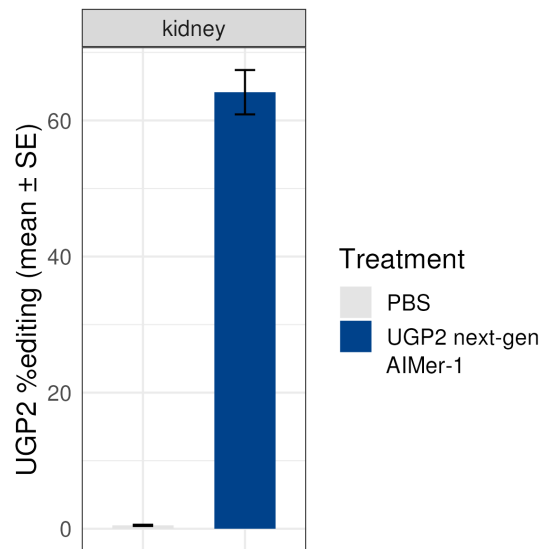 kidney
UGP2 %editing (mean ± SE)
60
40
20
0
Treatment
PBS
UGP2 next-gen
AIMer-1